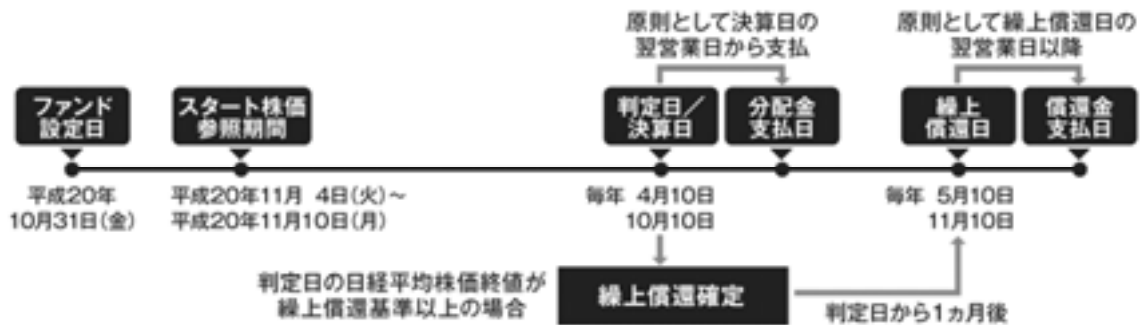 原則として決算日の
翌営業日から支払
原則として繰上償還日の
翌営業日以降
ファンド
設定日
スタート株価
参照期間
判定日／
決算日
分配金
支払日
繰上
償還日
償還金
支払日
平成20年
10月31日(金)
平成20年11月 4日(火)～
平成20年11月10日(月)
毎年 4月10日
10月10日
毎年 5月10日
11月10日
判定日の日経平均株価終値が
繰上償還基準以上の場合
繰上償還確定
判定日から1ヵ月後